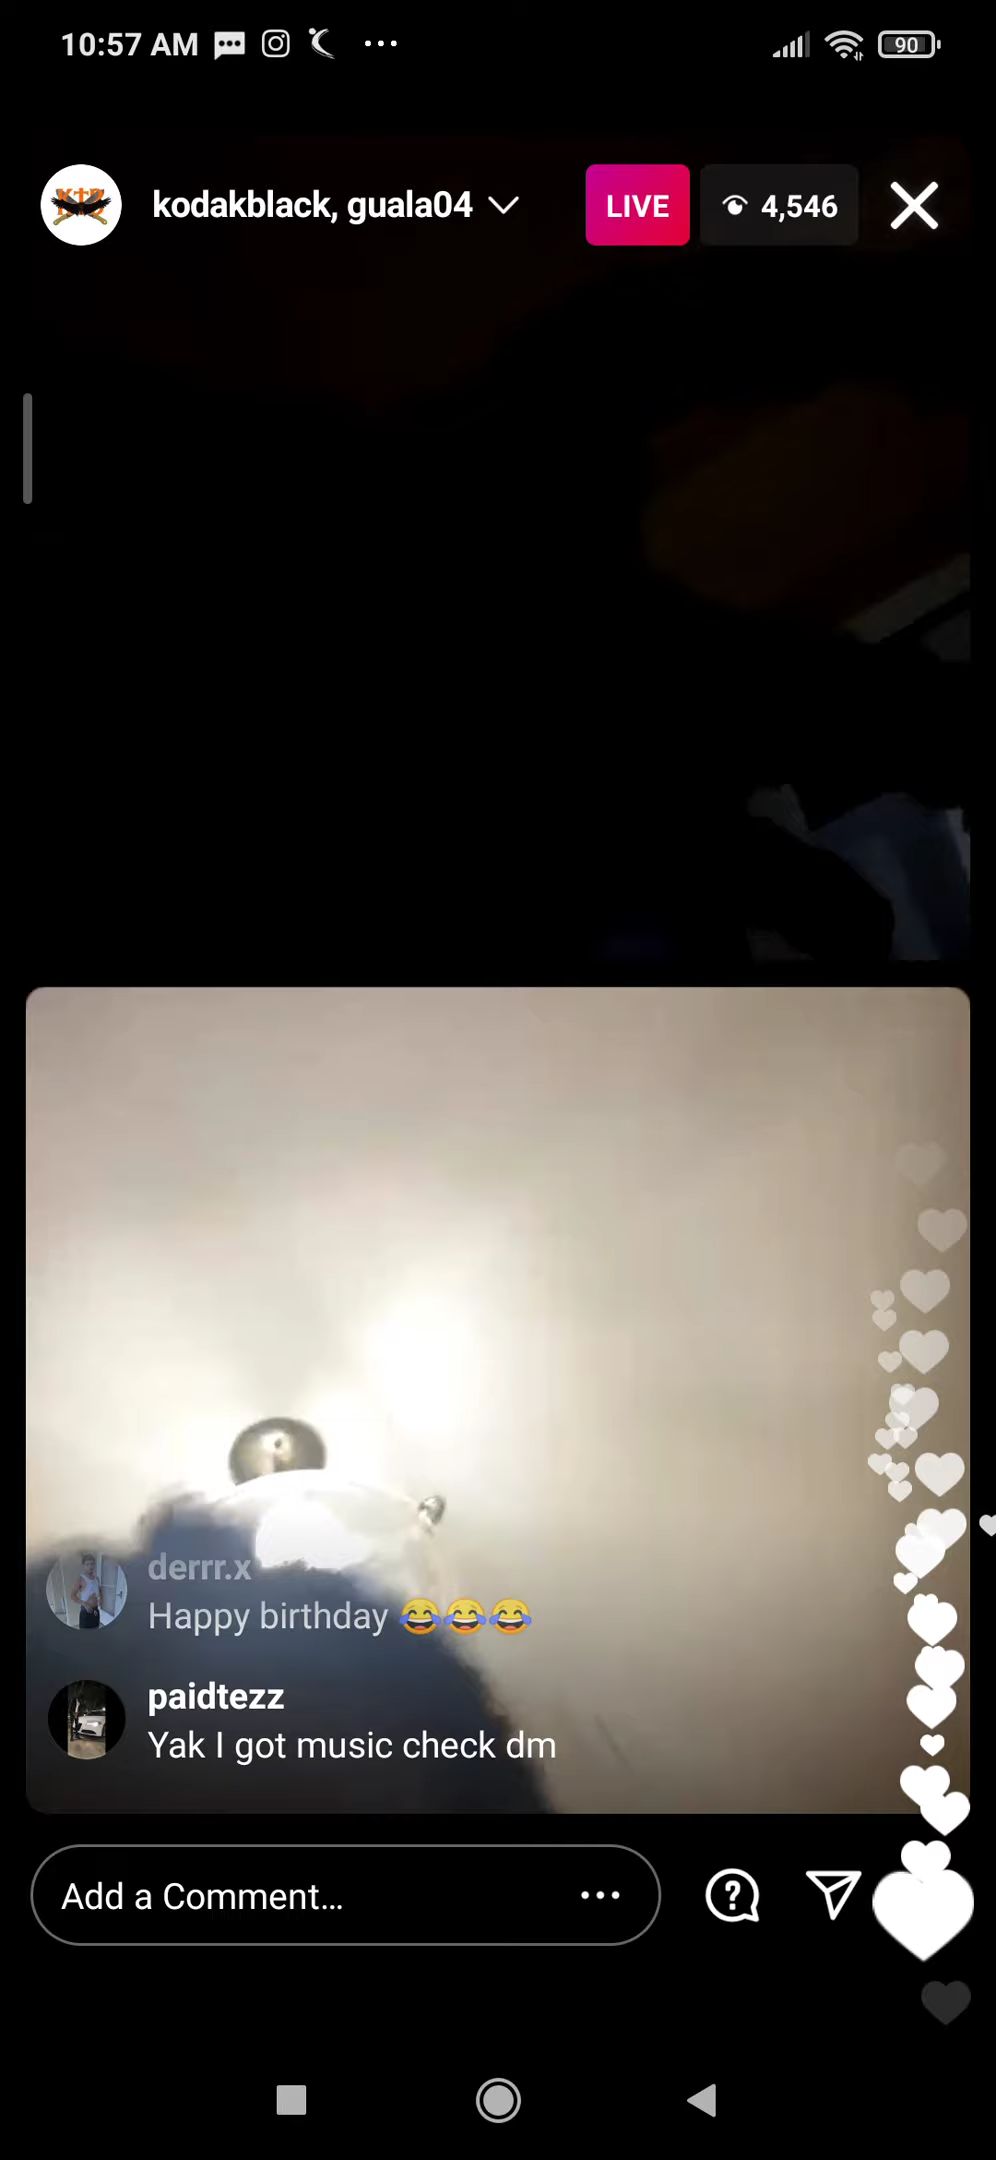 10:57 AM
90
kodakblack, guala04
LIVE
4,546
derrr.x
Happy birthday 😂😂😂
paidtezz
Yak I got music check dm
Add a Comment...